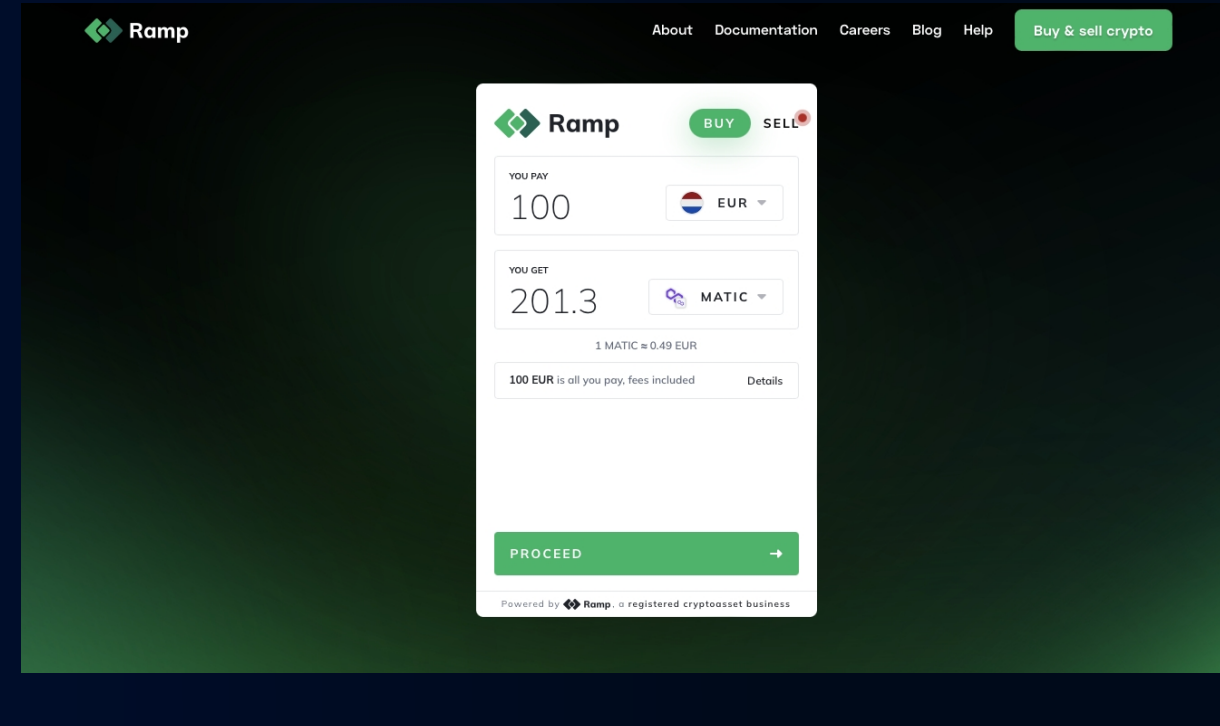 Ramp
About Documentation Careers Blog Help Buy & sell crypto
Ramp BUY SELL
YOU PAY
100 EUR
YOU GET
201.3 MATIC
1 MATIC ≈ 0.49 EUR
100 EUR is all you pay, fees included Details
PROCEED
Powered by Ramp. a registered cryptoasset business